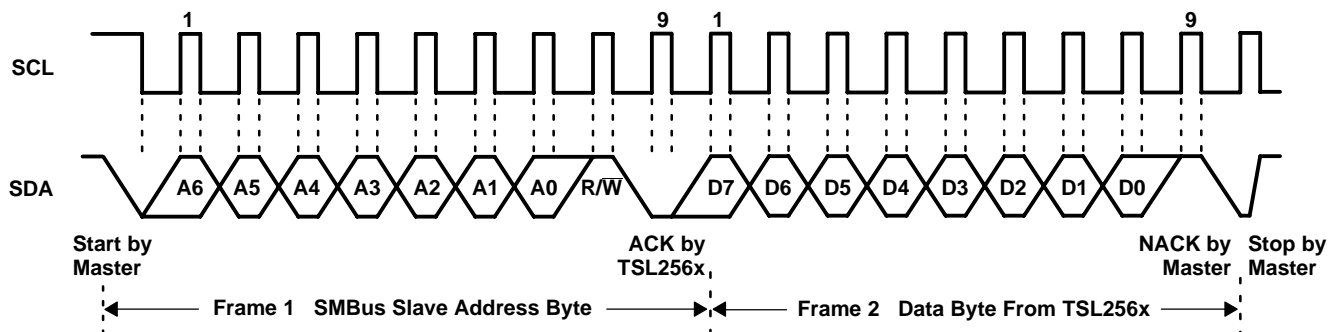 1 9 1 9
SCL
SDA A6 A5 A4 A3 A2 A1 A0 R/W D7 D6 D5 D4 D3 D2 D1 D0
Start by
Master
ACK by
TSL256x
NACK by
Master
Stop by
Master
Frame 1 SMBus Slave Address Byte
Frame 2 Data Byte From TSL256x